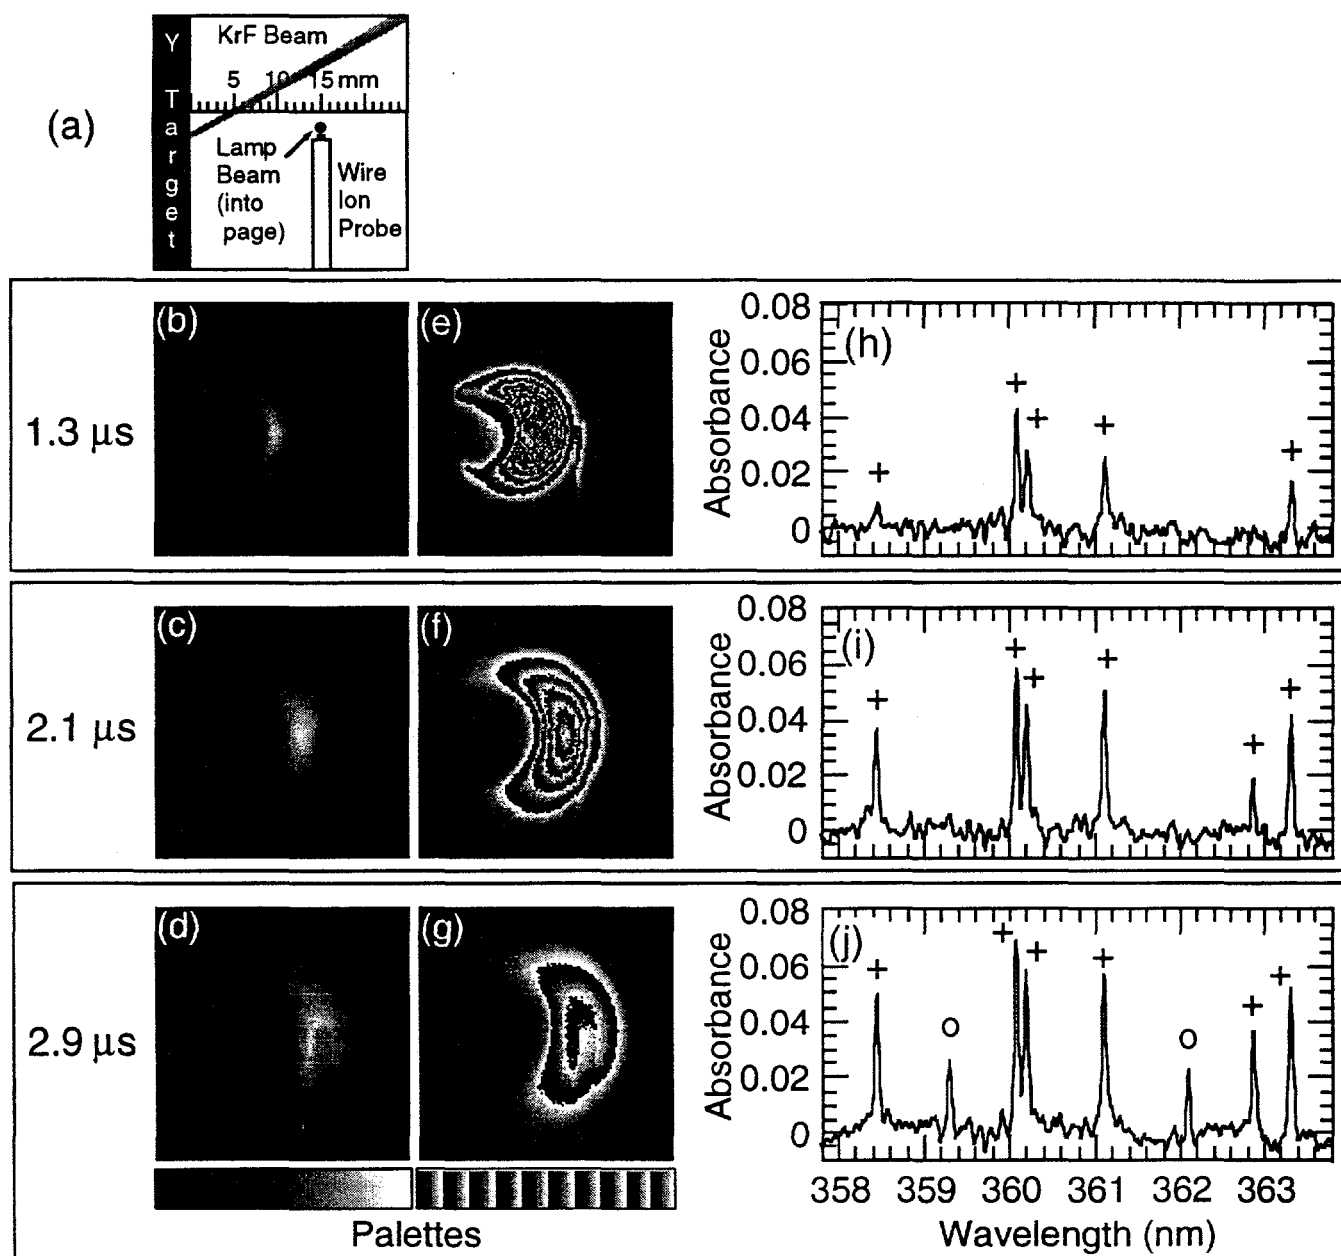 (a)
Y Target
KrF Beam
5 10 15 mm
Lamp
Beam
(into
page)
Wire
Ion
Probe
1.3 μs
(b)
(e)
(h)
Absorbance
0.08
0.06
0.04
0.02
0
+ + + + +
2.1 μs
(c)
(f)
(i)
Absorbance
0.08
0.06
0.04
0.02
0
+ + + + + +
2.9 μs
(d)
(g)
(j)
Absorbance
0.08
0.06
0.04
0.02
0
+ o + + + o + +
358 359 360 361 362 363
Palettes
Wavelength (nm)